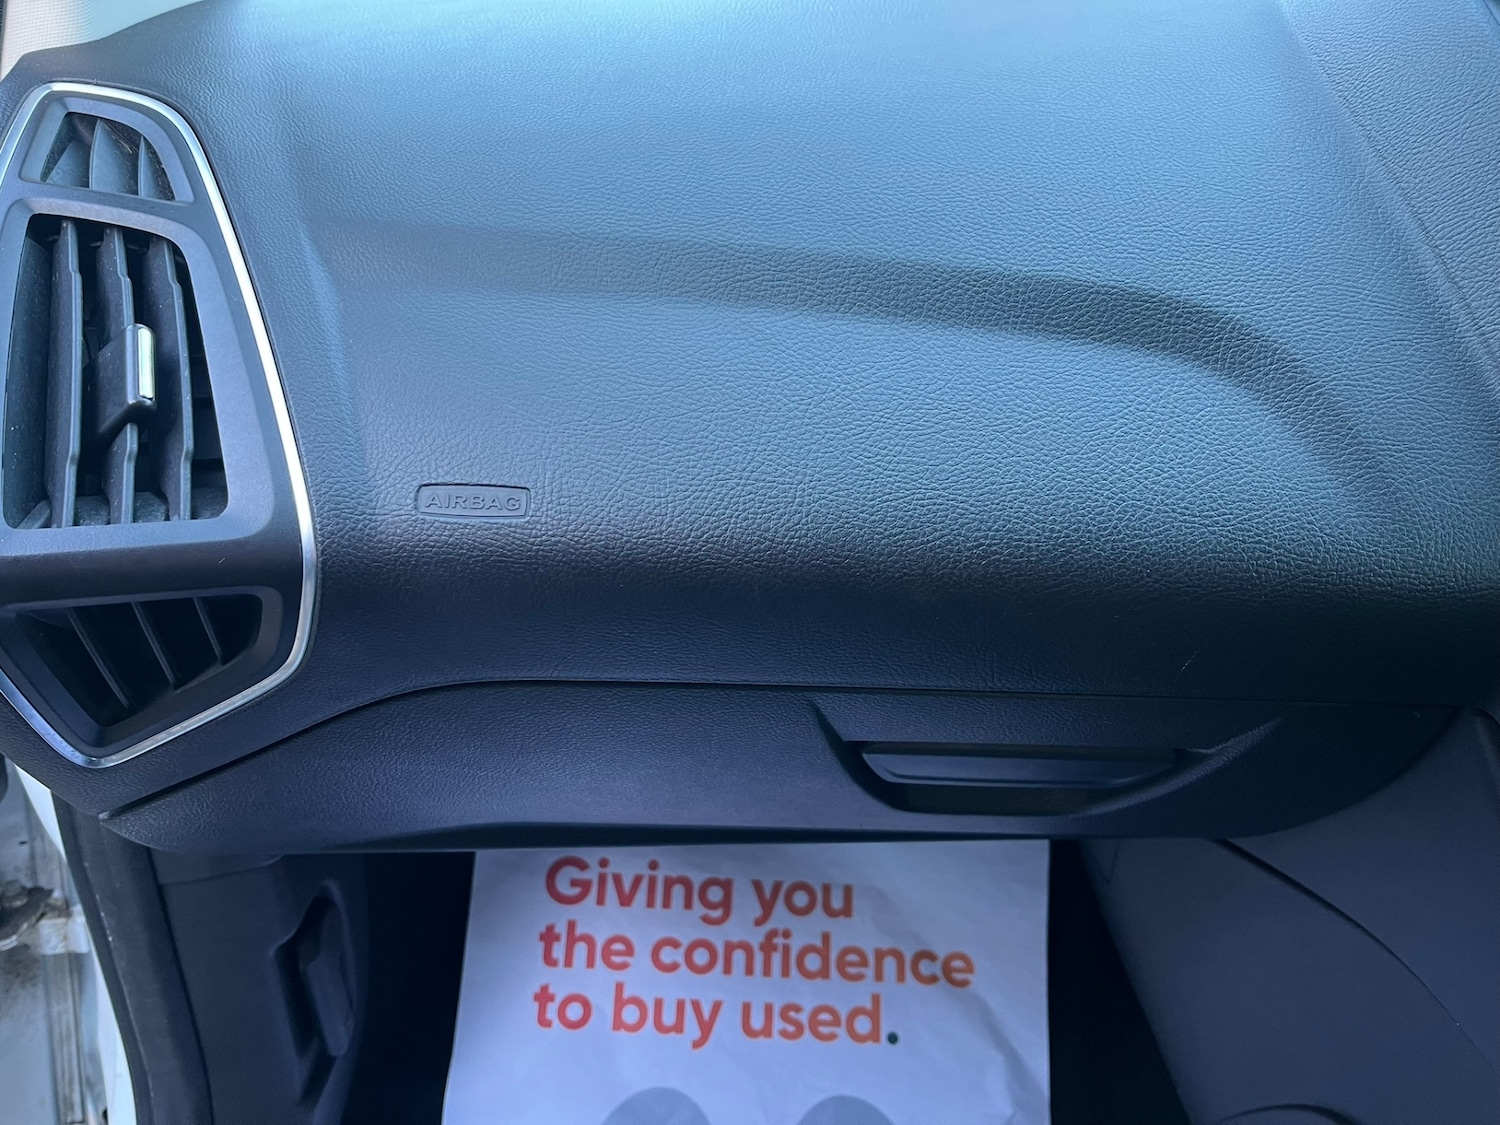 AIRBAG
Giving you
the confidence
to buy used.